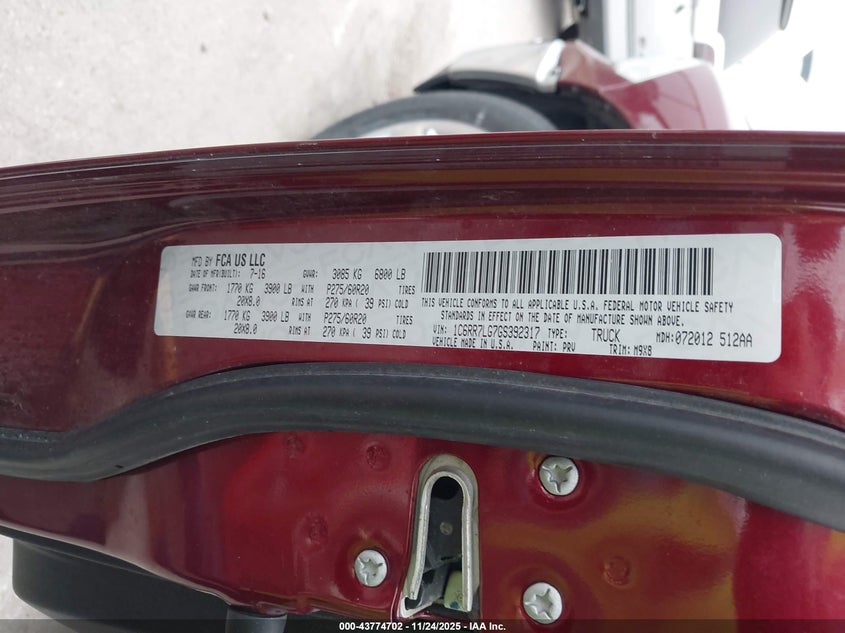 MFD BY FCA US LLC
DATE OF MFR(BUILT): 7-16 GVWR: 3085 KG 6800 LB
GAWR FRONT: 1770 KG 3900 LB WITH P275/60R20 TIRES
20X8.0 RIMS AT 270 KPA ( 39 PSI) COLD
GAWR REAR: 1770 KG 3900 LB WITH P275/60R20 TIRES
20X8.0 RIMS AT 270 KPA ( 39 PSI) COLD
THIS VEHICLE CONFORMS TO ALL APPLICABLE U.S.A. FEDERAL MOTOR VEHICLE SAFETY
STANDARDS IN EFFECT ON THE DATE OF MANUFACTURE SHOWN ABOVE.
VIN: 1C6RR7LG7GS392317 TYPE: TRUCK MDH: 072012 512AA
VEHICLE MADE IN U.S.A. PAINT: PRV TRIM: M9X8
000-43774702 - 11/24/2025 - Copyright IAA, Inc.